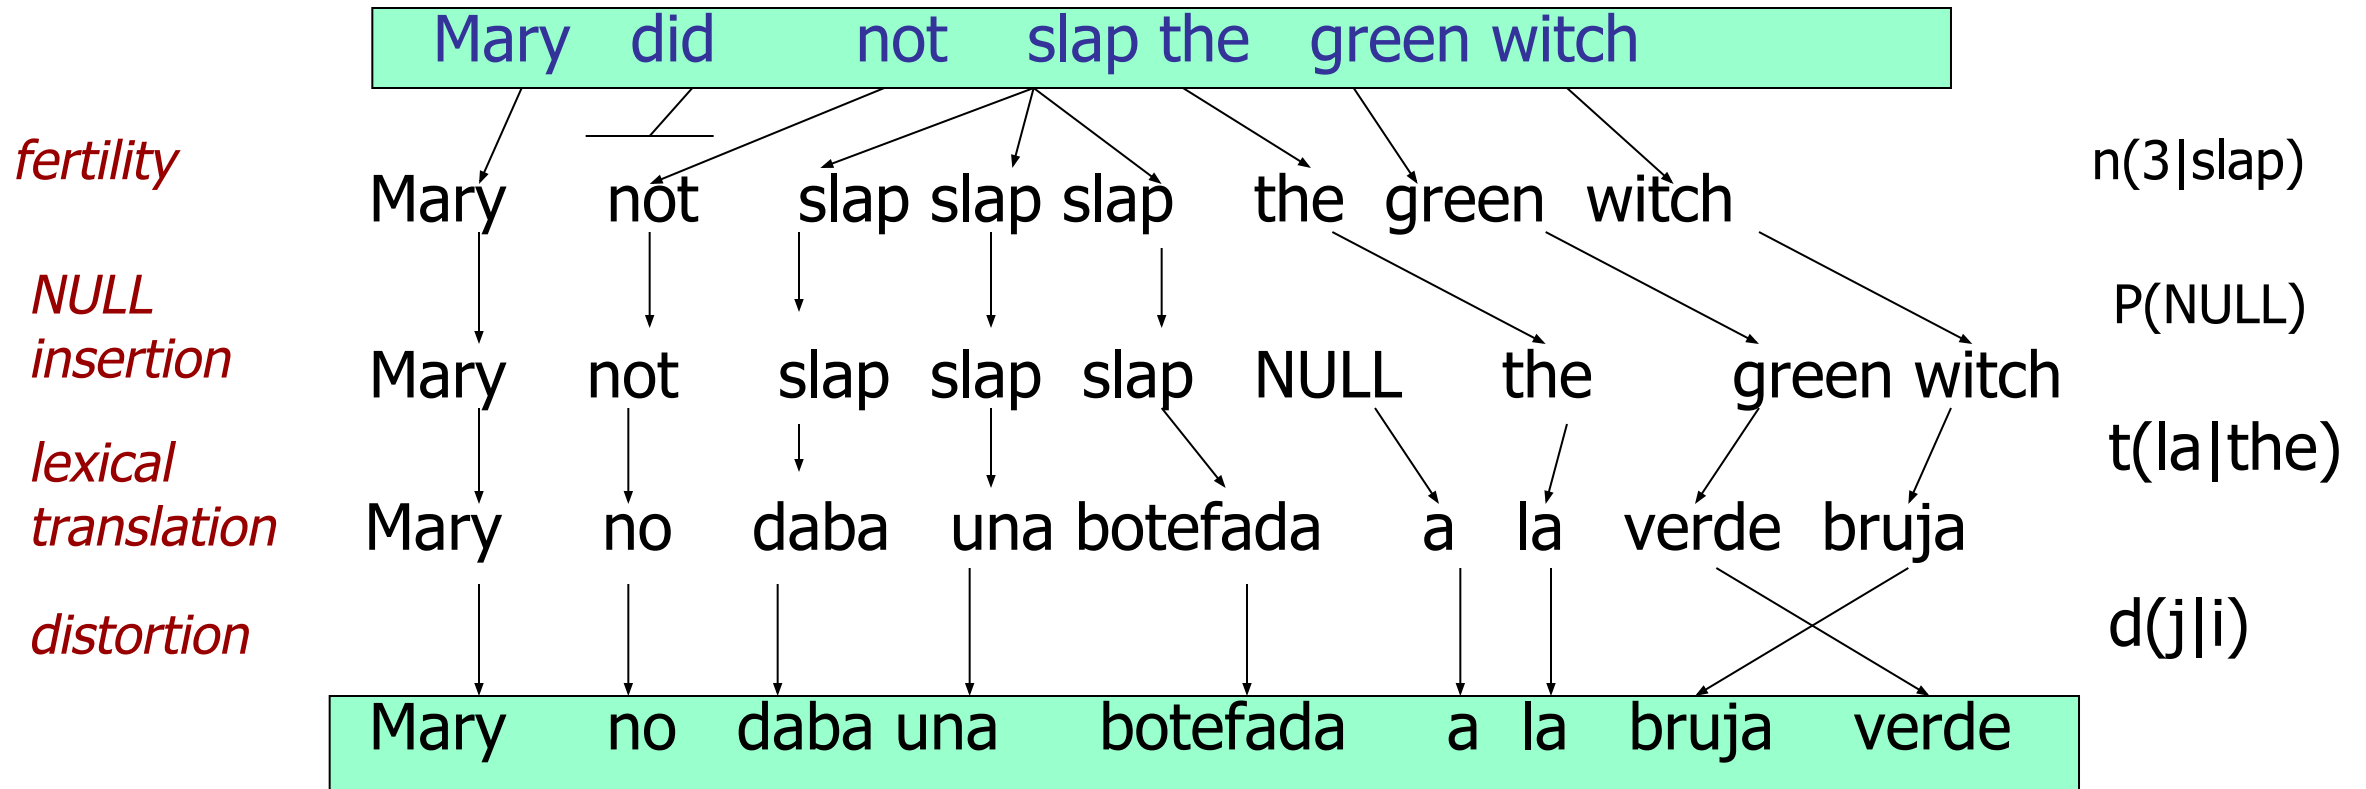 Mary did not slap the green witch
fertility
n(3|slap)
Mary not slap slap slap the green witch
NULL
insertion
P(NULL)
Mary not slap slap slap NULL the green witch
lexical
translation
t(la|the)
Mary no daba una botefada a la verde bruja
distortion
d(j|i)
Mary no daba una botefada a la bruja verde